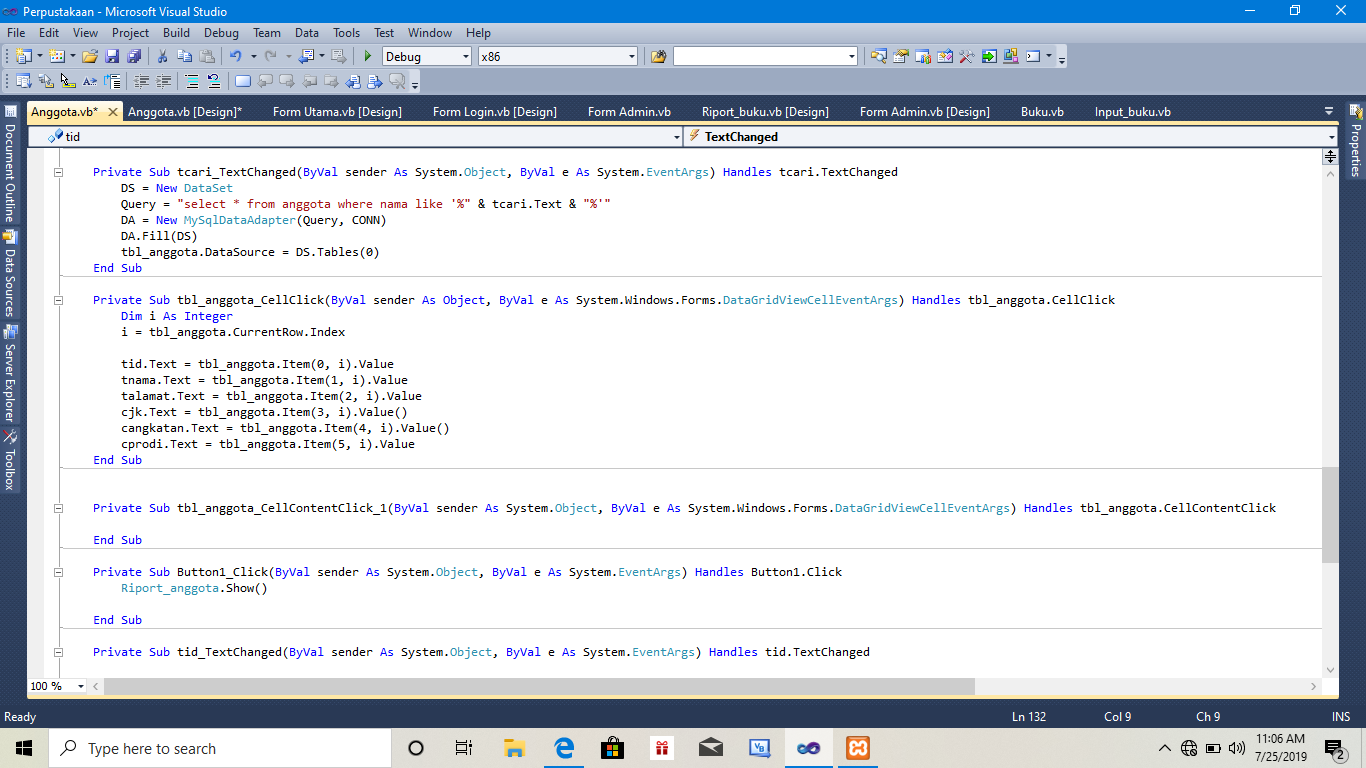 Perpustakaan - Microsoft Visual Studio
File Edit View Project Build Debug Team Data Tools Test Window Help
Debug x86
Anggota.vb* Anggota.vb [Design]* Form Utama.vb [Design] Form Login.vb [Design] Form Admin.vb Riport_buku.vb [Design] Form Admin.vb [Design] Buku.vb Input_buku.vb
tid TextChanged
Private Sub tcari_TextChanged(ByVal sender As System.Object, ByVal e As System.EventArgs) Handles tcari.TextChanged
DS = New DataSet
Query = "select * from anggota where nama like '%" & tcari.Text & "%'"
DA = New MySqlDataAdapter(Query, CONN)
DA.Fill(DS)
tbl_anggota.DataSource = DS.Tables(0)
End Sub
Private Sub tbl_anggota_CellClick(ByVal sender As Object, ByVal e As System.Windows.Forms.DataGridViewCellEventArgs) Handles tbl_anggota.CellClick
Dim i As Integer
i = tbl_anggota.CurrentRow.Index
tid.Text = tbl_anggota.Item(0, i).Value
tnama.Text = tbl_anggota.Item(1, i).Value
talamat.Text = tbl_anggota.Item(2, i).Value
cjk.Text = tbl_anggota.Item(3, i).Value()
cangkatan.Text = tbl_anggota.Item(4, i).Value()
cprodi.Text = tbl_anggota.Item(5, i).Value
End Sub
Private Sub tbl_anggota_CellContentClick_1(ByVal sender As System.Object, ByVal e As System.Windows.Forms.DataGridViewCellEventArgs) Handles tbl_anggota.CellContentClick
End Sub
Private Sub Button1_Click(ByVal sender As System.Object, ByVal e As System.EventArgs) Handles Button1.Click
Riport_anggota.Show()
End Sub
Private Sub tid_TextChanged(ByVal sender As System.Object, ByVal e As System.EventArgs) Handles tid.TextChanged
100 %
Document Outline
Data Sources
Server Explorer
Toolbox
Properties
Ready Ln 132 Col 9 Ch 9 INS
Type here to search
11:06 AM
7/25/2019
2